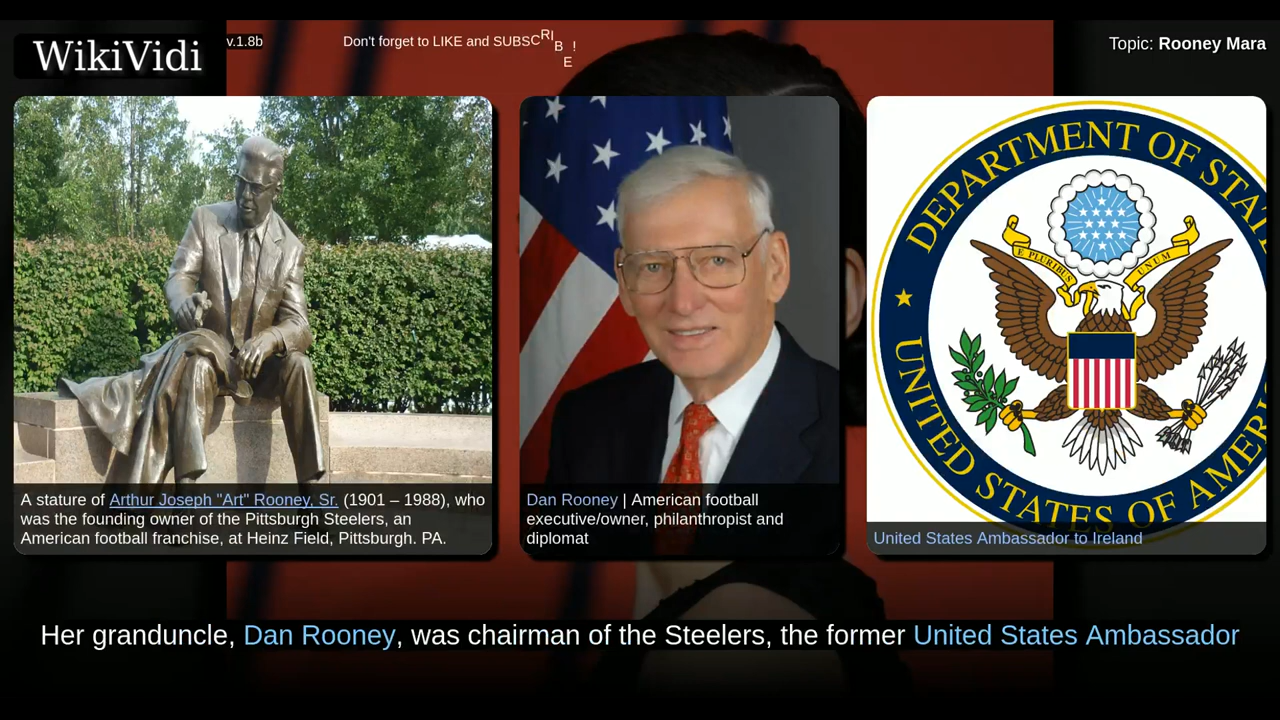 WikiVidi
v.1.8b
Don't forget to LIKE and SUBSCRIBE!
Topic: Rooney Mara
A stature of Arthur Joseph "Art" Rooney, Sr. (1901 – 1988), who
was the founding owner of the Pittsburgh Steelers, an
American football franchise, at Heinz Field, Pittsburgh. PA.
Dan Rooney | American football
executive/owner, philanthropist and
diplomat
DEPARTMENT OF STATE
E PLURIBUS UNUM
UNITED STATES OF AMERICA
United States Ambassador to Ireland
Her granduncle, Dan Rooney, was chairman of the Steelers, the former United States Ambassador